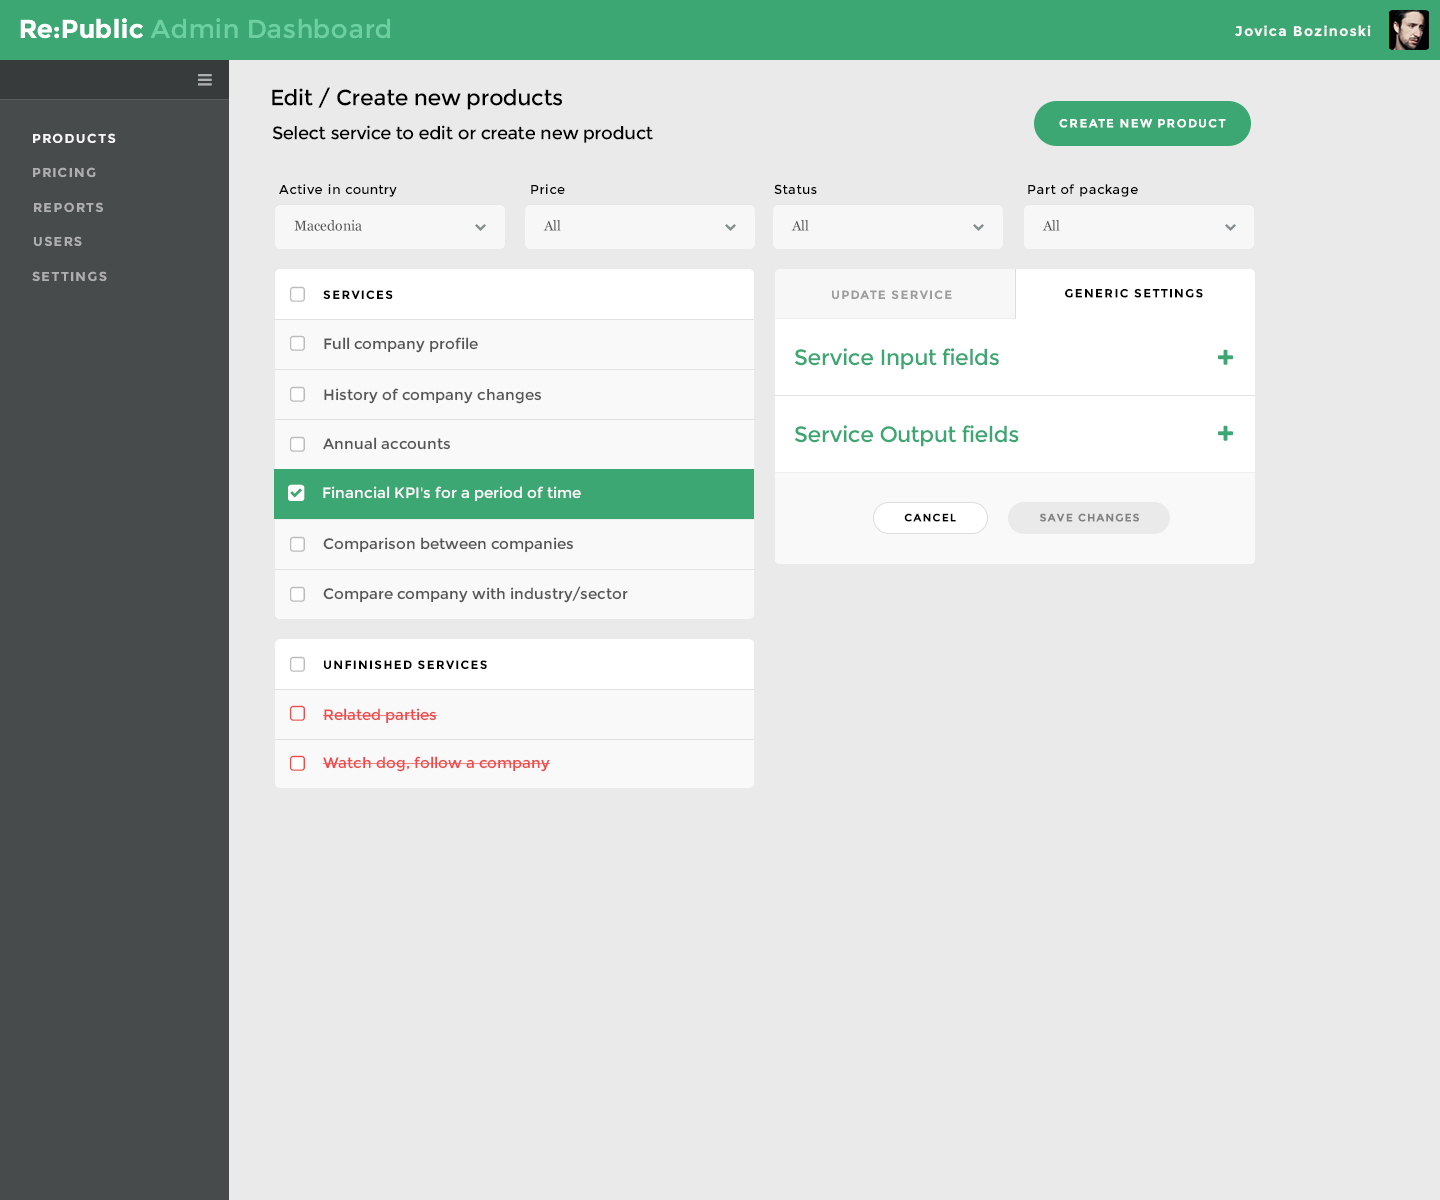 Re:Public Admin Dashboard
Jovica Bozinoski
PRODUCTS
PRICING
REPORTS
USERS
SETTINGS
Edit / Create new products
Select service to edit or create new product
CREATE NEW PRODUCT
Active in country
Price
Status
Part of package
Macedonia
All
All
All
SERVICES
Full company profile
History of company changes
Annual accounts
Financial KPI's for a period of time
Comparison between companies
Compare company with industry/sector
UNFINISHED SERVICES
Related parties
Watch dog, follow a company
UPDATE SERVICE
GENERIC SETTINGS
Service Input fields
Service Output fields
CANCEL
SAVE CHANGES